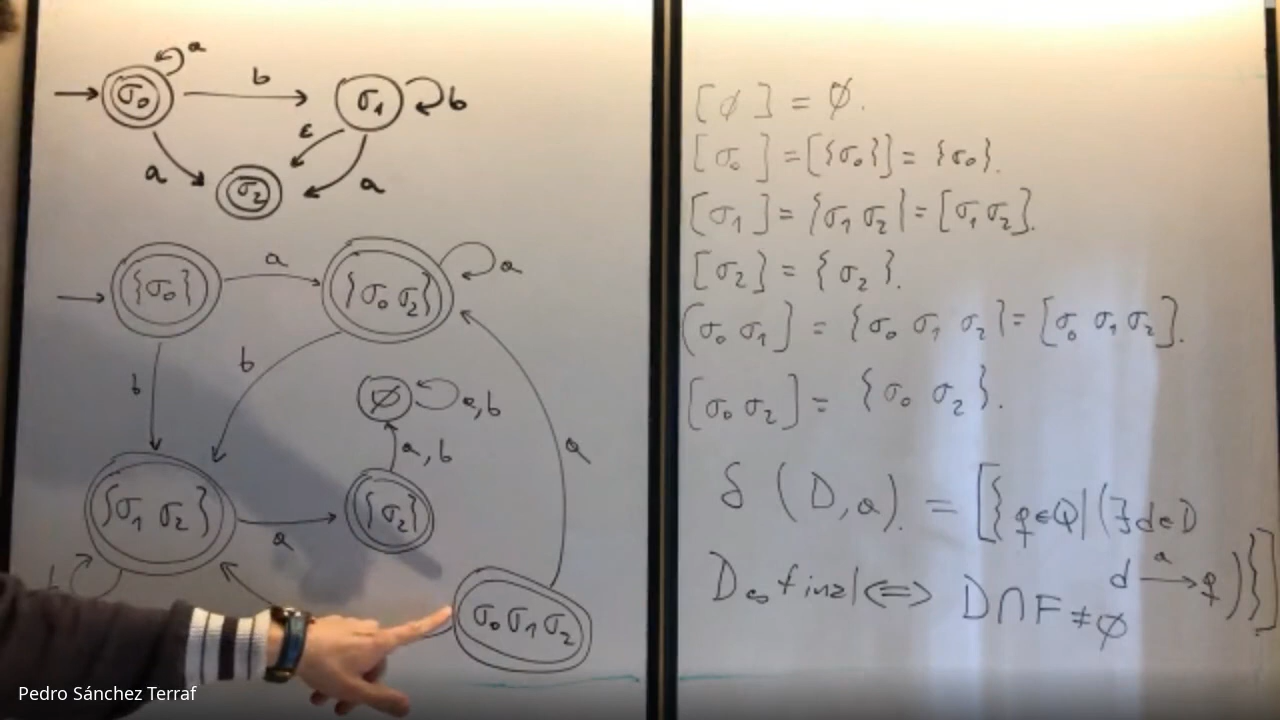 a
σ₀
b
σ₁
b
ε
a
σ₂
a
{σ₀}
a
{σ₀ σ₂}
a
b
b
∅
a,b
a,b
a
{σ₁ σ₂}
a
{σ₂}
σ₀ σ₁ σ₂
[∅] = ∅.
[σ₀] = [{σ₀}] = {σ₀}.
[σ₁] = {σ₁ σ₂} = [σ₁ σ₂].
[σ₂] = {σ₂}.
[σ₀ σ₁] = {σ₀ σ₁ σ₂} = [σ₀ σ₁ σ₂].
[σ₀ σ₂] = {σ₀ σ₂}.
δ (D,a). = [{q∈Q|(∃d∈D
d a→ q)}]
D es final ⟺ D∩F ≠ ∅
Pedro Sánchez Terraf